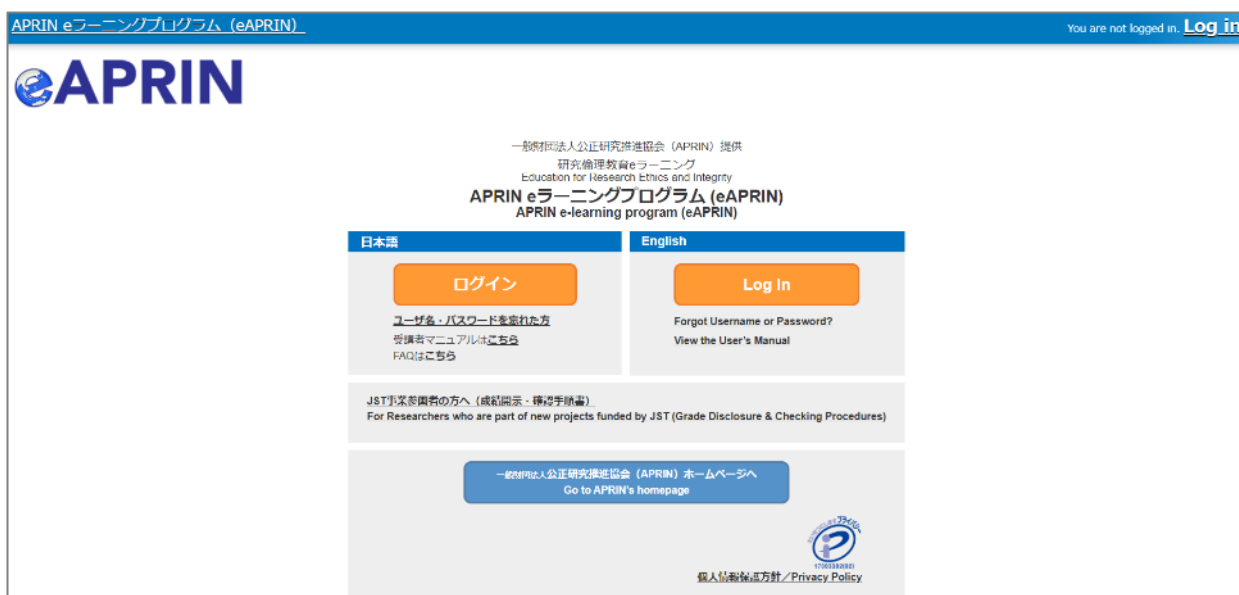 APRIN eラーニングプログラム（eAPRIN）
You are not logged in. Log in
eAPRIN
一般財団法人公正研究推進協会（APRIN）提供
研究倫理教育eラーニング
Education for Research Ethics and Integrity
APRIN eラーニングプログラム (eAPRIN)
APRIN e-learning program (eAPRIN)
日本語
ログイン
ユーザ名・パスワードを忘れた方
受講者マニュアルはこちら
FAQはこちら
English
Log In
Forgot Username or Password?
View the User's Manual
JST事業参画者の方へ（成績開示・確認手順書）
For Researchers who are part of new projects funded by JST (Grade Disclosure & Checking Procedures)
一般財団法人公正研究推進協会（APRIN）ホームページへ
Go to APRIN's homepage
個人情報保護方針／Privacy Policy